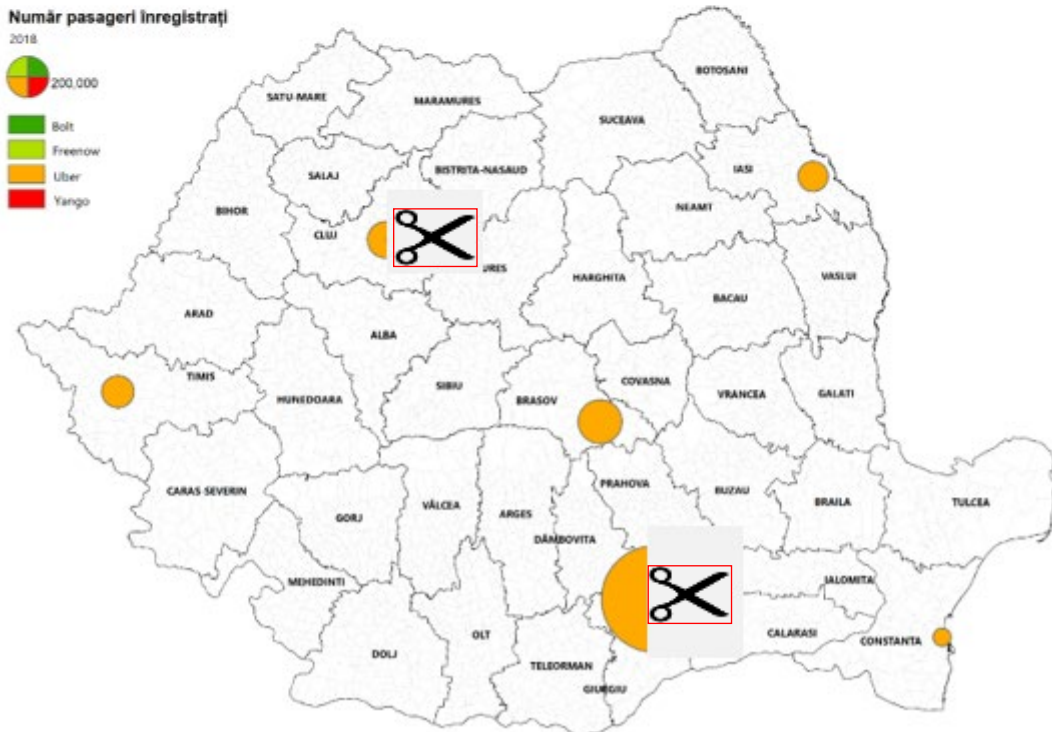 Număr pasageri înregistrați
2018
200,000
Bolt
Freenow
Uber
Yango
BOTOSANI
SATU-MARE
MARAMURES
SUCEAVA
IASI
BISTRITA-NASAUD
SALAJ
NEAMT
BIHOR
CLUJ
URES
HARGHITA
VASLUI
BACAU
ARAD
ALBA
TIMIS
COVASNA
SIBIU
BRASOV
VRANCEA
GALATI
HUNEDOARA
PRAHOVA
CARAS SEVERIN
BUZAU
BRAILA
TULCEA
VÂLCEA
GORJ
ARGES
DÂMBOVITA
MEHEDINTI
IALOMITA
CALARASI
CONSTANTA
OLT
DOLJ
TELEORMAN
GIURGIU